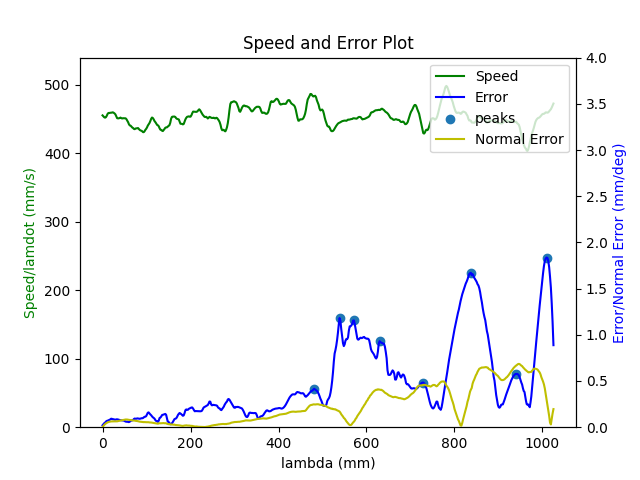 Speed and Error Plot
Speed
Error
peaks
Normal Error
Speed/lamdot (mm/s)
500
400
300
200
100
0
4.0
3.5
3.0
2.5
2.0
1.5
1.0
0.5
0.0
Error/Normal Error (mm/deg)
0 200 400 600 800 1000
lambda (mm)